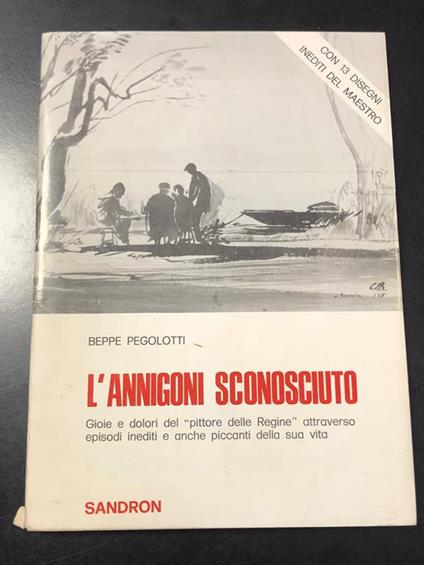 CON 13 DISEGNI
INEDITI DEL MAESTRO
BEPPE PEGOLOTTI
L'ANNIGONI SCONOSCIUTO
Gioie e dolori del "pittore delle Regine" attraverso
episodi inediti e anche piccanti della sua vita
SANDRON